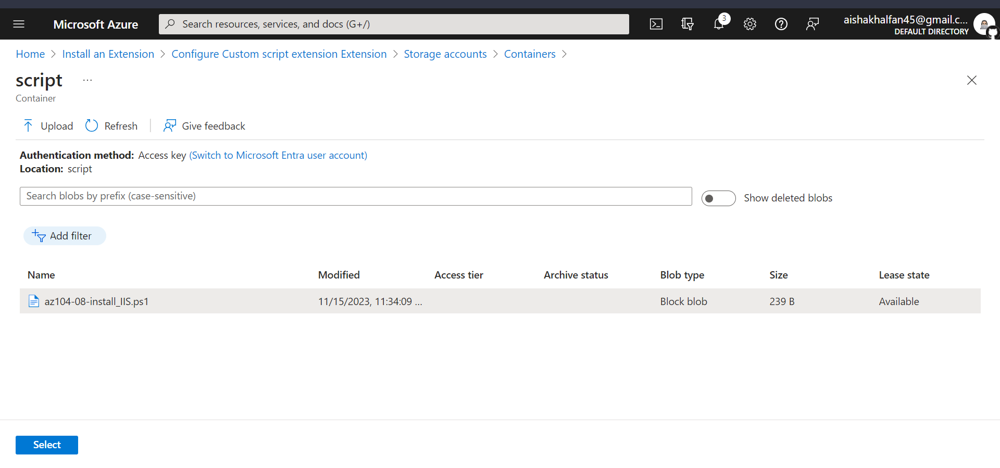 Microsoft Azure
Search resources, services, and docs (G+/)
3
aishakhalfan45@gmail.c...
DEFAULT DIRECTORY
Home > Install an Extension > Configure Custom script extension Extension > Storage accounts > Containers >
script ...
Container
Upload Refresh Give feedback
Authentication method: Access key (Switch to Microsoft Entra user account)
Location: script
Search blobs by prefix (case-sensitive)
Show deleted blobs
Add filter
Name Modified Access tier Archive status Blob type Size Lease state
az104-08-install_IIS.ps1 11/15/2023, 11:34:09 ... Block blob 239 B Available
Select